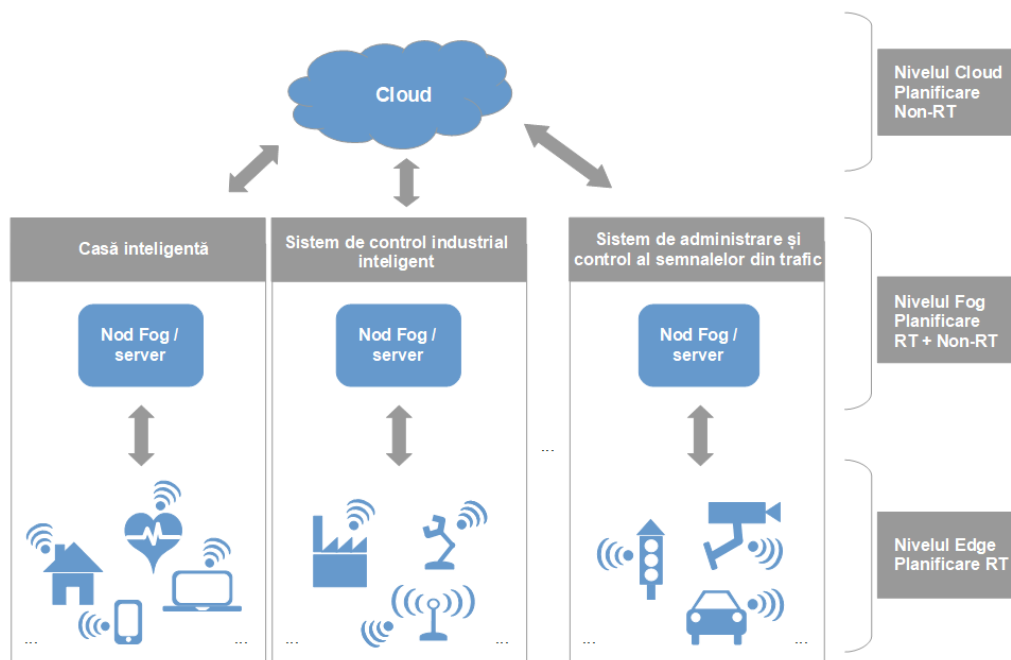 Cloud
Nivelul Cloud
Planificare
Non-RT
Casă inteligentă
Sistem de control industrial
inteligent
Sistem de administrare și
control al semnalelor din trafic
Nod Fog /
server
Nod Fog /
server
Nod Fog /
server
Nivelul Fog
Planificare
RT + Non-RT
...
Nivelul Edge
Planificare RT
...
...
...
...
...
...